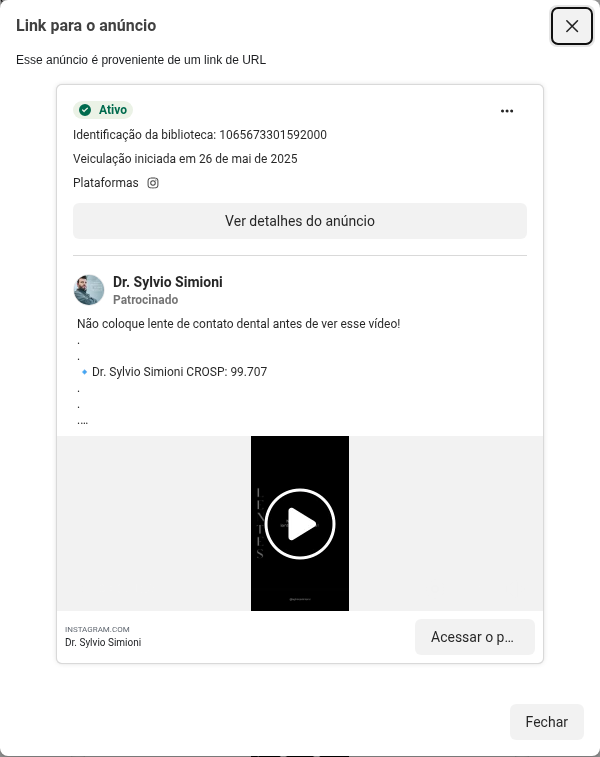 Link para o anúncio
Esse anúncio é proveniente de um link de URL
Ativo
Identificação da biblioteca: 1065673301592000
Veiculação iniciada em 26 de mai de 2025
Plataformas
Ver detalhes do anúncio
Dr. Sylvio Simioni
Patrocinado
Não coloque lente de contato dental antes de ver esse vídeo!
.
.
🔹Dr. Sylvio Simioni CROSP: 99.707
.
.
.…
LENTES
INSTAGRAM.COM
Dr. Sylvio Simioni
Acessar o p...
Fechar